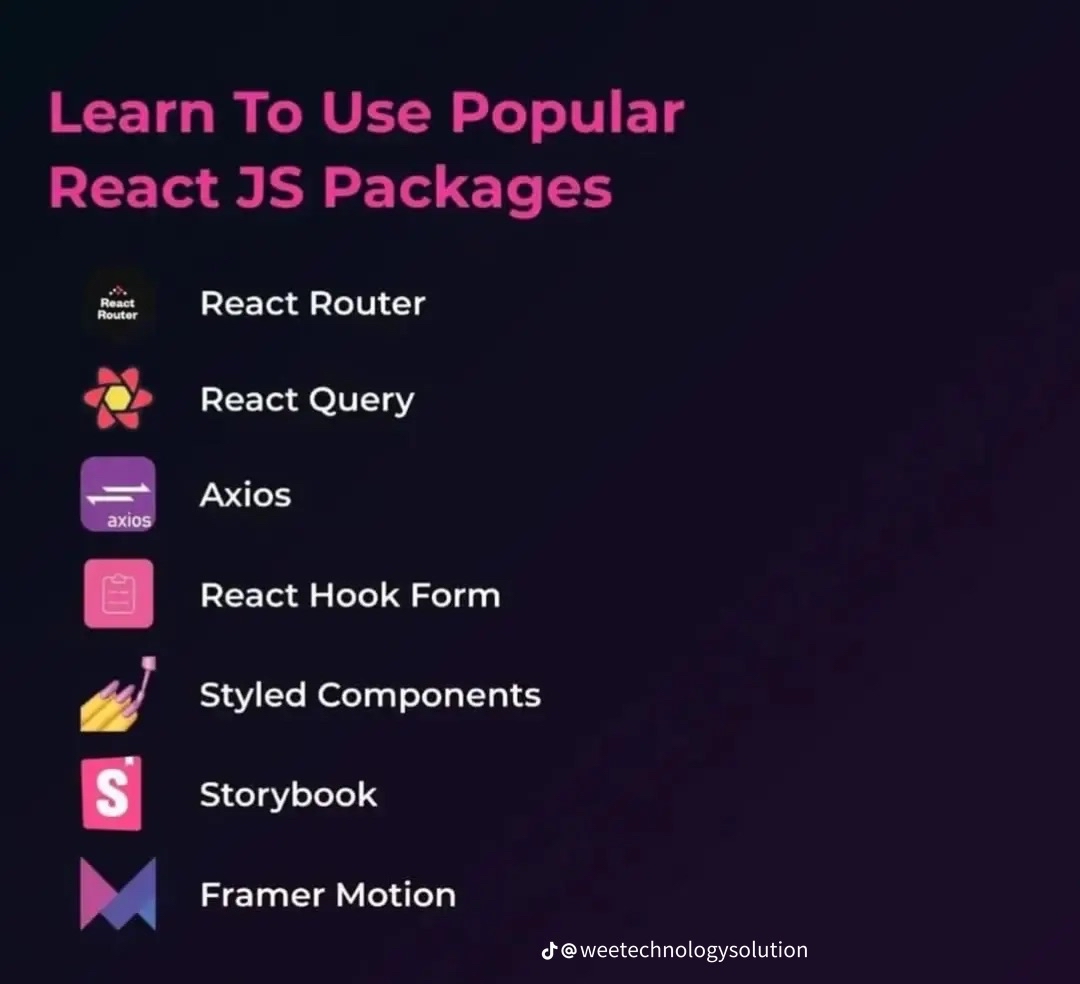 Learn To Use Popular
React JS Packages
React
Router
React Router
React Query
axios
Axios
React Hook Form
Styled Components
S
Storybook
Framer Motion
@weetechnologysolution